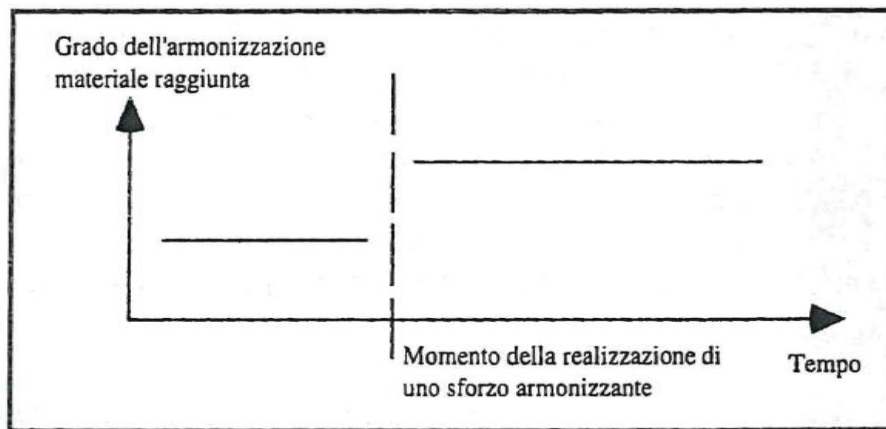 Grado dell'armonizzazione
materiale raggiunta
Momento della realizzazione di
uno sforzo armonizzante
Tempo